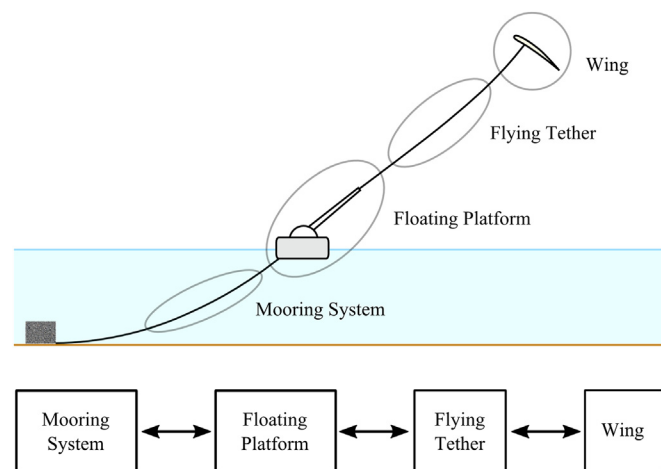 Wing
Flying Tether
Floating Platform
Mooring System
Mooring
System
Floating
Platform
Flying
Tether
Wing